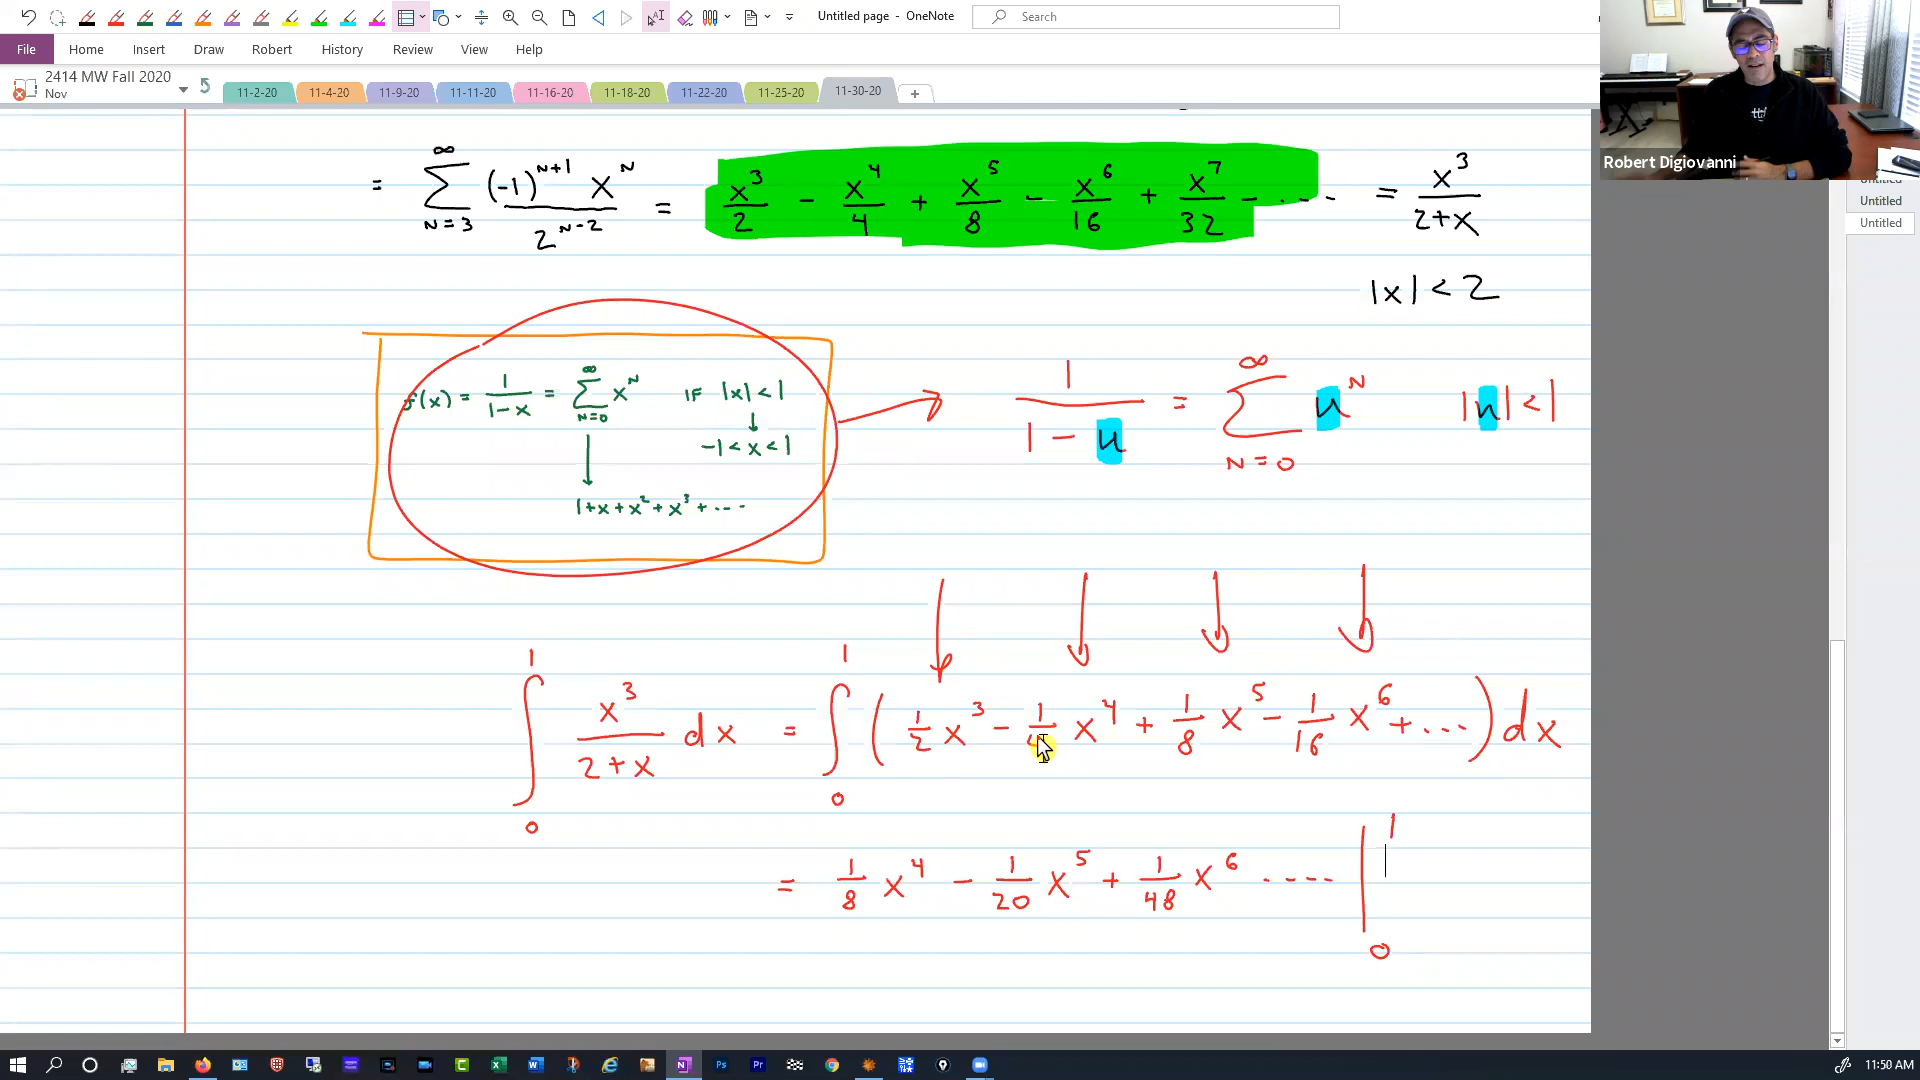 Untitled page - OneNote
Search
File Home Insert Draw Robert History Review View Help
2414 MW Fall 2020
Nov
11-2-20 11-4-20 11-9-20 11-11-20 11-16-20 11-18-20 11-22-20 11-25-20 11-30-20
Robert Digiovanni
Untitled
Untitled
= ∑_{N=3}^{∞} (-1)^{N+1} X^N / 2^{N-2} = X^3/2 - X^4/4 + X^5/8 - X^6/16 + X^7/32 - .... = X^3/(2+X)
|X| < 2
f(x) = 1/(1-X) = ∑_{N=0}^{∞} X^N IF |X| < 1
-1 < X < 1
1+X+X^2+X^3+....
1/(1-u) = ∑_{N=0}^{∞} u^N |u| < 1
∫_0^1 X^3/(2+X) dX = ∫_0^1 ( 1/2 X^3 - 1/4 X^4 + 1/8 X^5 - 1/16 X^6 + ... ) dX
= 1/8 X^4 - 1/20 X^5 + 1/48 X^6 .... |_0^1
11:50 AM